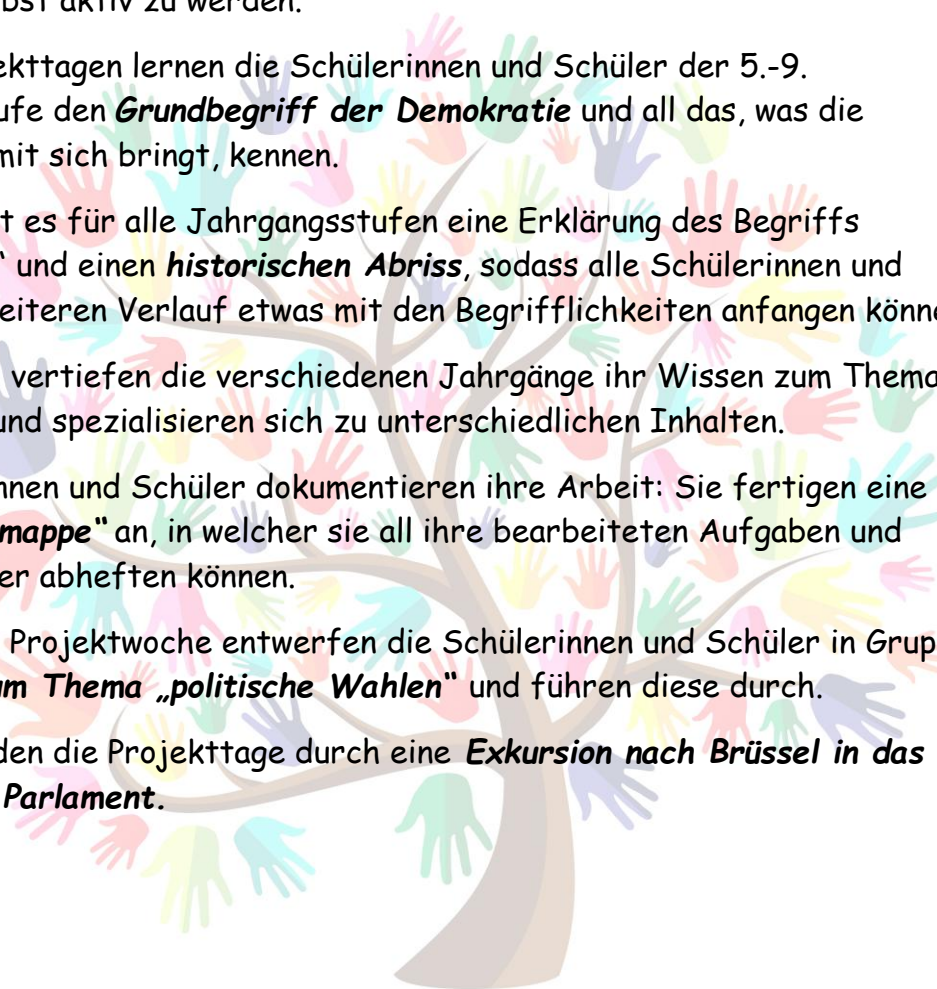 bst aktiv zu werden.
ekttagen lernen die Schülerinnen und Schüler der 5.-9.
ufe den Grundbegriff der Demokratie und all das, was die
mit sich bringt, kennen.
t es für alle Jahrgangsstufen eine Erklärung des Begriffs
“ und einen historischen Abriss, sodass alle Schülerinnen und
eiteren Verlauf etwas mit den Begrifflichkeiten anfangen könne
vertiefen die verschiedenen Jahrgänge ihr Wissen zum Thema
und spezialisieren sich zu unterschiedlichen Inhalten.
nnen und Schüler dokumentieren ihre Arbeit: Sie fertigen eine
mappe“ an, in welcher sie all ihre bearbeiteten Aufgaben und
er abheften können.
Projektwoche entwerfen die Schülerinnen und Schüler in Grup
um Thema „politische Wahlen“ und führen diese durch.
den die Projekttage durch eine Exkursion nach Brüssel in das
Parlament.